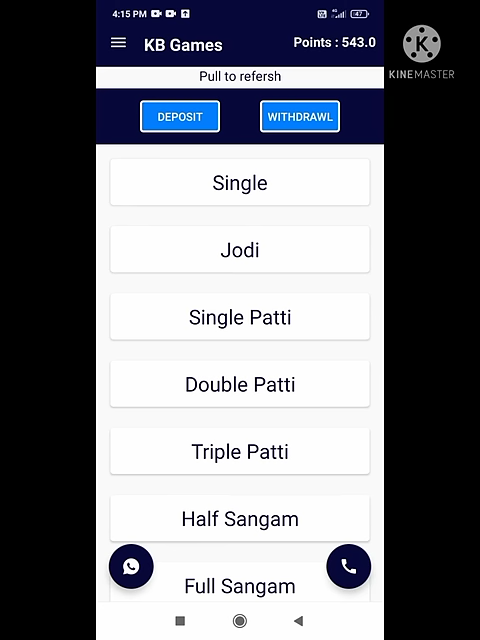 4:15 PM
47
KB Games
Points : 543.0
K
KINEMASTER
Pull to refersh
DEPOSIT
WITHDRAWL
Single
Jodi
Single Patti
Double Patti
Triple Patti
Half Sangam
Full Sangam